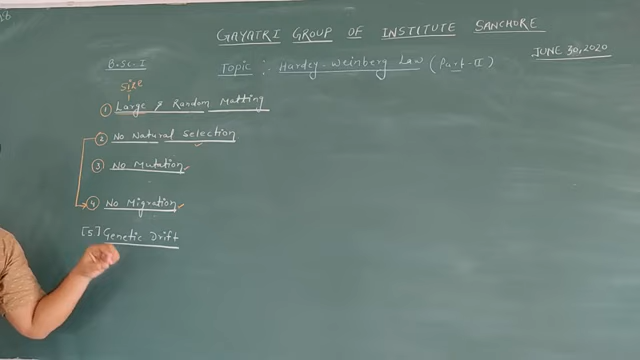 GAYATRI GROUP OF INSTITUTE SANCHORE
JUNE 30, 2020
B.Sc. I
Topic :- Hardey-Weinberg Law (Part-II)
size
① Large & Random Matting
② No Natural Selection
③ No Mutation
④ No Migration
[5] Genetic Drift